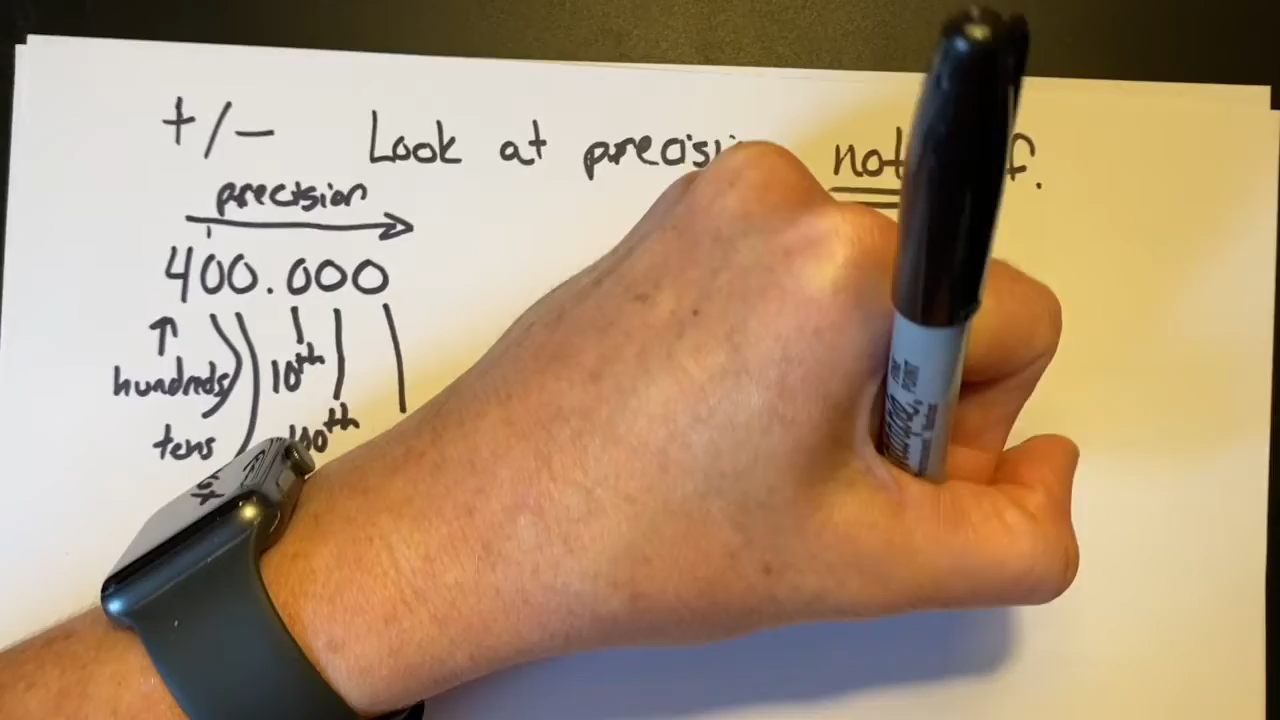 +/- Look at precisi not f.
precision
400.000
hundreds 10th
tens 100th